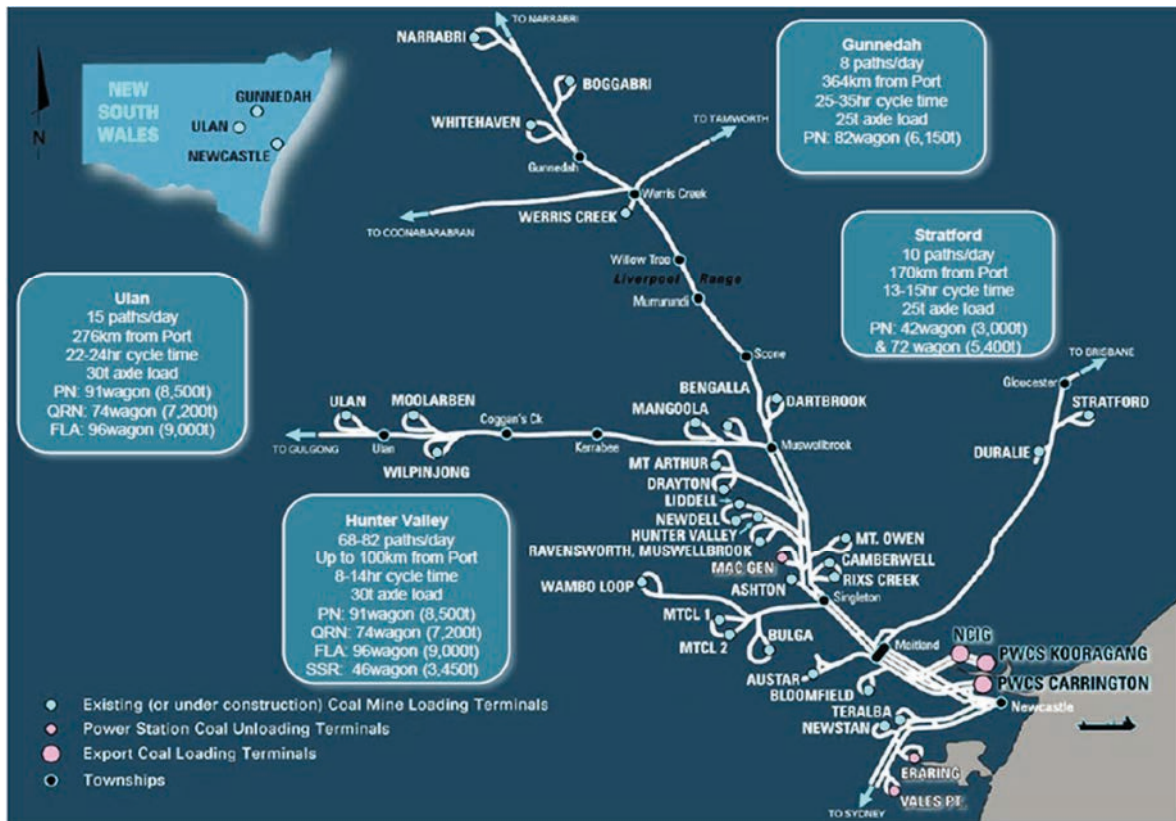 TO NARRABRI
NARRABRI
BOGGABRI
WHITEHAVEN
Gunnedah
TO TAMWORTH
Werris Creek
WERRIS CREEK
TO COONABARABRAN
Willow Tree
Liverpool Range
Murrurundi
Scone
NEW
SOUTH
WALES
GUNNEDAH
ULAN
NEWCASTLE
N
Gunnedah
8 paths/day
364km from Port
25-35hr cycle time
25t axle load
PN: 82wagon (6,150t)
Stratford
10 paths/day
170km from Port
13-15hr cycle time
25t axle load
PN: 42wagon (3,000t)
& 72 wagon (5,400t)
Ulan
15 paths/day
276km from Port
22-24hr cycle time
30t axle load
PN: 91wagon (8,500t)
QRN: 74wagon (7,200t)
FLA: 96wagon (9,000t)
TO BRISBANE
Gloucester
STRATFORD
DURALIE
BENGALLA
DARTBROOK
MANGOOLA
Muswellbrook
ULAN
MOOLARBEN
Coggan's Ck
Kerrabee
Ulan
TO GULGONG
WILPINJONG
MT ARTHUR
DRAYTON
LIDDELL
NEWDELL
HUNTER VALLEY
RAVENSWORTH, MUSWELLBROOK
MAC GEN
ASHTON
MT. OWEN
CAMBERWELL
RIXS CREEK
Singleton
WAMBO LOOP
MTCL 1
MTCL 2
BULGA
Hunter Valley
68-82 paths/day
Up to 100km from Port
8-14hr cycle time
30t axle load
PN: 91wagon (8,500t)
QRN: 74wagon (7,200t)
FLA: 96wagon (9,000t)
SSR: 46wagon (3,450t)
Maitland
NCIG
PWCS KOORAGANG
PWCS CARRINGTON
Newcastle
AUSTAR
BLOOMFIELD
TERALBA
NEWSTAN
ERARING
VALES PT.
TO SYDNEY
Existing (or under construction) Coal Mine Loading Terminals
Power Station Coal Unloading Terminals
Export Coal Loading Terminals
Townships